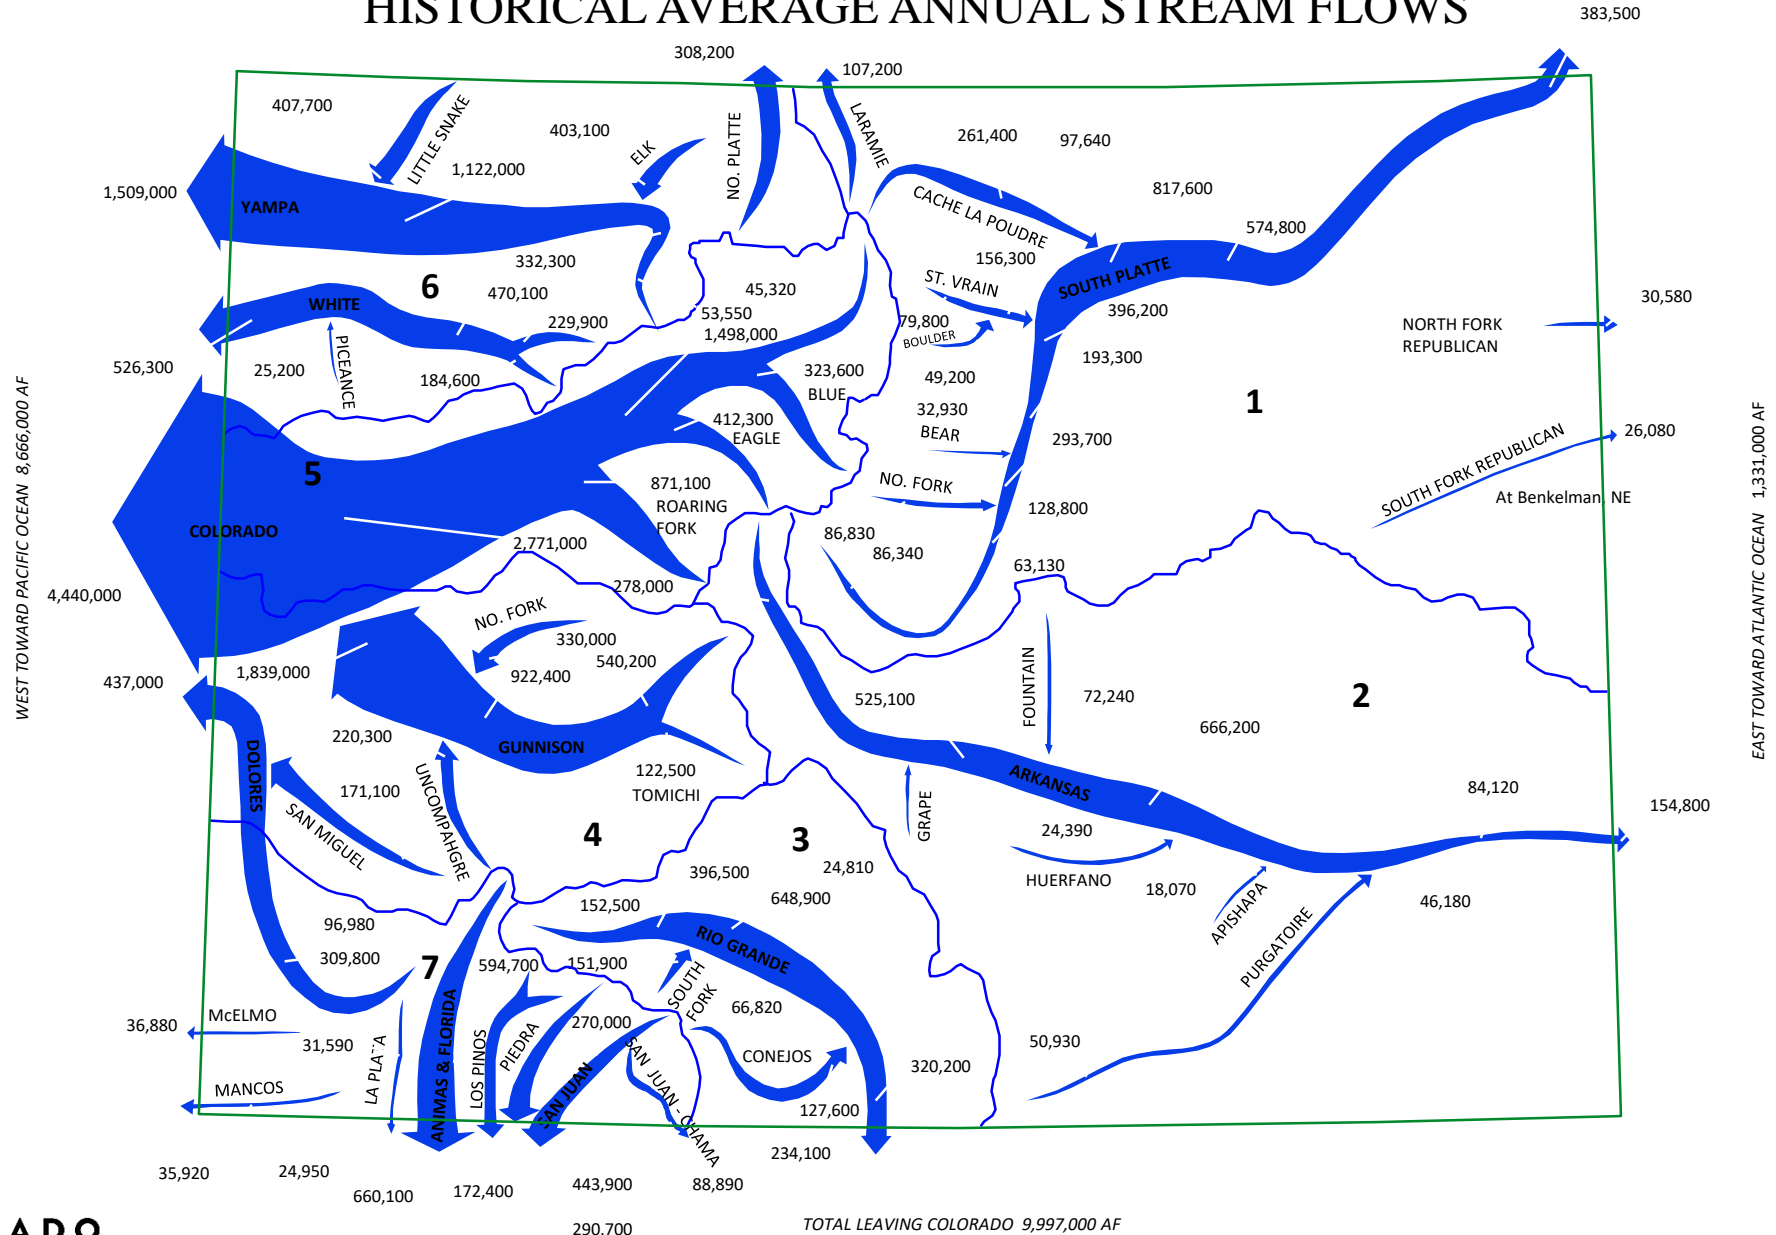 HISTORICAL AVERAGE ANNUAL STREAM FLOWS
383,500
308,200
107,200
407,700
LITTLE SNAKE
403,100
ELK
NO. PLATTE
LARAMIE
261,400
97,640
1,122,000
1,509,000
YAMPA
817,600
CACHE LA POUDRE
574,800
332,300
6
470,100
45,320
156,300
ST. VRAIN
SOUTH PLATTE
30,580
WHITE
53,550
229,900
1,498,000
79,800
BOULDER
396,200
NORTH FORK
REPUBLICAN
PICEANCE
526,300
25,200
184,600
323,600
BLUE
193,300
49,200
32,930
BEAR
1
412,300
EAGLE
293,700
SOUTH FORK REPUBLICAN
26,080
WEST TOWARD PACIFIC OCEAN 8,666,000 AF
EAST TOWARD ATLANTIC OCEAN 1,331,000 AF
5
871,100
ROARING
FORK
NO. FORK
At Benkelman, NE
128,800
COLORADO
2,771,000
86,830
86,340
63,130
278,000
4,440,000
NO. FORK
330,000
540,200
922,400
1,839,000
437,000
525,100
FOUNTAIN
72,240
2
666,200
220,300
GUNNISON
DOLORES
UNCOMPAHGRE
171,100
122,500
TOMICHI
ARKANSAS
84,120
154,800
SAN MIGUEL
4
3
GRAPE
24,390
396,500
24,810
HUERFANO
18,070
APISHAPA
46,180
152,500
648,900
96,980
309,800
7
RIO GRANDE
PURGATOIRE
594,700
151,900
SOUTH
FORK
66,820
McELMO
36,880
31,590
LA PLATA
ANIMAS & FLORIDA
LOS PINOS
PIEDRA
270,000
SAN JUAN
SAN JUAN - CHAMA
CONEJOS
320,200
50,930
MANCOS
127,600
234,100
35,920
24,950
660,100
172,400
443,900
88,890
290,700
TOTAL LEAVING COLORADO 9,997,000 AF